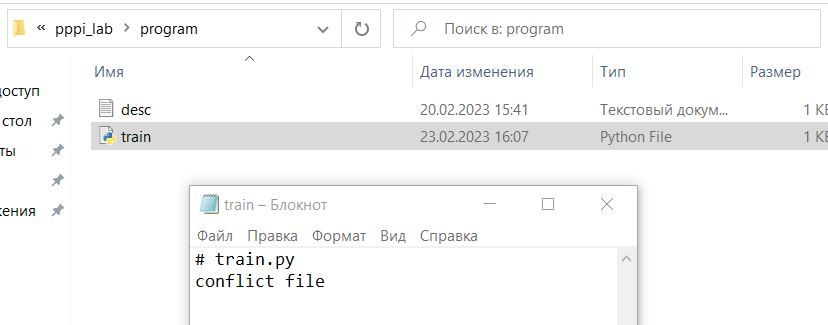 « pppi_lab › program
Поиск в: program
Имя Дата изменения Тип Размер
доступ
стол
ты
жения
desc 20.02.2023 15:41 Текстовый докум... 1 КБ
train 23.02.2023 16:07 Python File 1 КБ
train – Блокнот
Файл Правка Формат Вид Справка
# train.py
conflict file